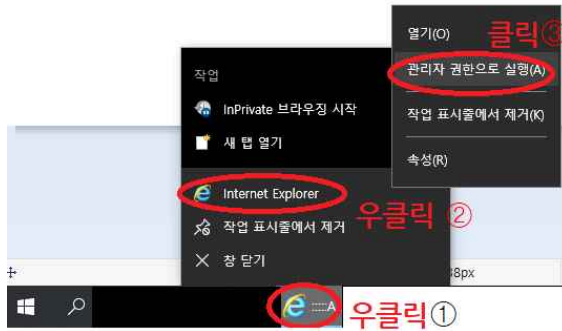 작업
InPrivate 브라우징 시작
새 탭 열기
Internet Explorer
작업 표시줄에서 제거
창 닫기
열기(O)
클릭③
관리자 권한으로 실행(A)
작업 표시줄에서 제거(K)
속성(R)
우클릭 ②
우클릭①